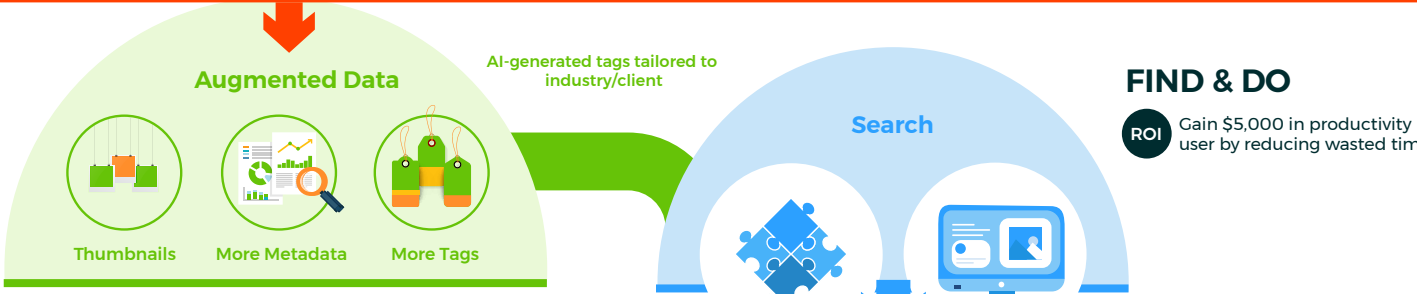 Augmented Data
Thumbnails
More Metadata
More Tags
AI-generated tags tailored to
industry/client
Search
FIND & DO
ROI
Gain $5,000 in productivity
user by reducing wasted